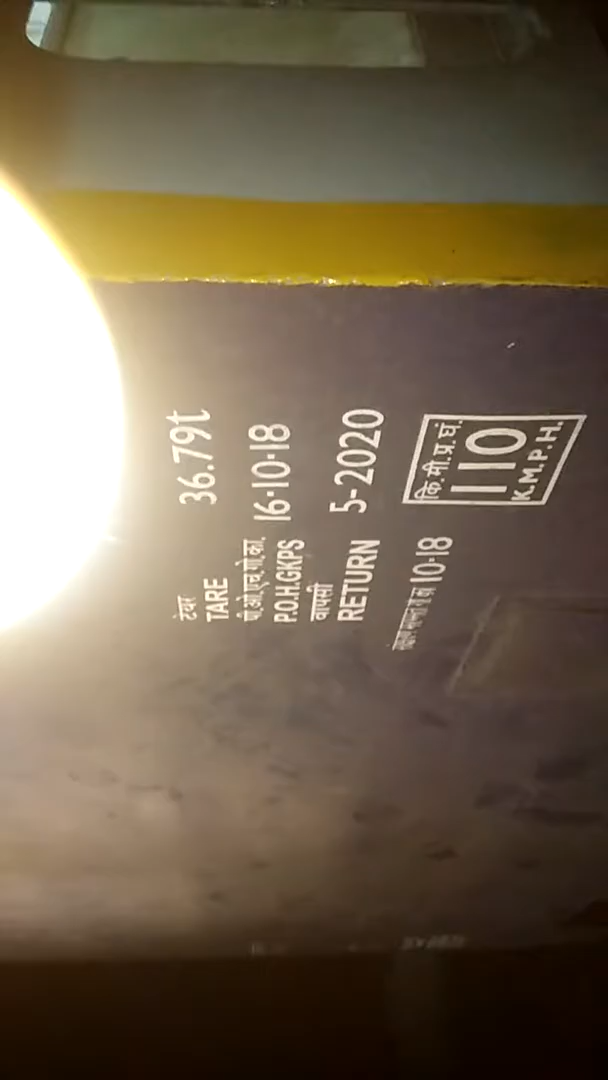 टेयर
TARE 36.79t
पी.ओ.एच.गो.का.
P.O.H.GKPS 16-10-18
वापसी
RETURN 5-2020
10-18
कि.मी.प्र.घं.
110
K.M.P.H.